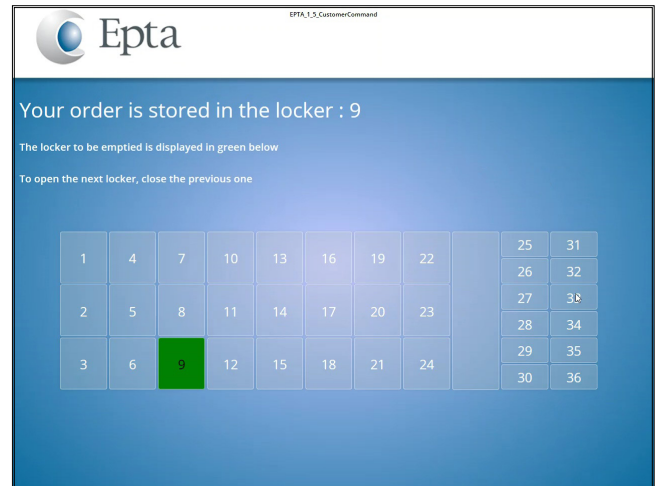 EPTA_1_5_CustomerCommand
Epta
Your order is stored in the locker : 9
The locker to be emptied is displayed in green below
To open the next locker, close the previous one
1 4 7 10 13 16 19 22 25 31
26 32
2 5 8 11 14 17 20 23 27 33
28 34
3 6 9 12 15 18 21 24 29 35
30 36